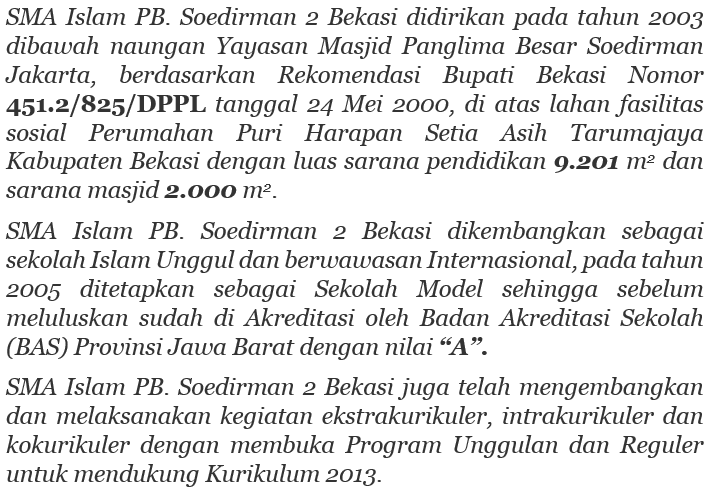 SMA Islam PB. Soedirman 2 Bekasi didirikan pada tahun 2003
dibawah naungan Yayasan Masjid Panglima Besar Soedirman
Jakarta, berdasarkan Rekomendasi Bupati Bekasi Nomor
451.2/825/DPPL tanggal 24 Mei 2000, di atas lahan fasilitas
sosial Perumahan Puri Harapan Setia Asih Tarumajaya
Kabupaten Bekasi dengan luas sarana pendidikan 9.201 m² dan
sarana masjid 2.000 m².
SMA Islam PB. Soedirman 2 Bekasi dikembangkan sebagai
sekolah Islam Unggul dan berwawasan Internasional, pada tahun
2005 ditetapkan sebagai Sekolah Model sehingga sebelum
meluluskan sudah di Akreditasi oleh Badan Akreditasi Sekolah
(BAS) Provinsi Jawa Barat dengan nilai “A”.
SMA Islam PB. Soedirman 2 Bekasi juga telah mengembangkan
dan melaksanakan kegiatan ekstrakurikuler, intrakurikuler dan
kokurikuler dengan membuka Program Unggulan dan Reguler
untuk mendukung Kurikulum 2013.